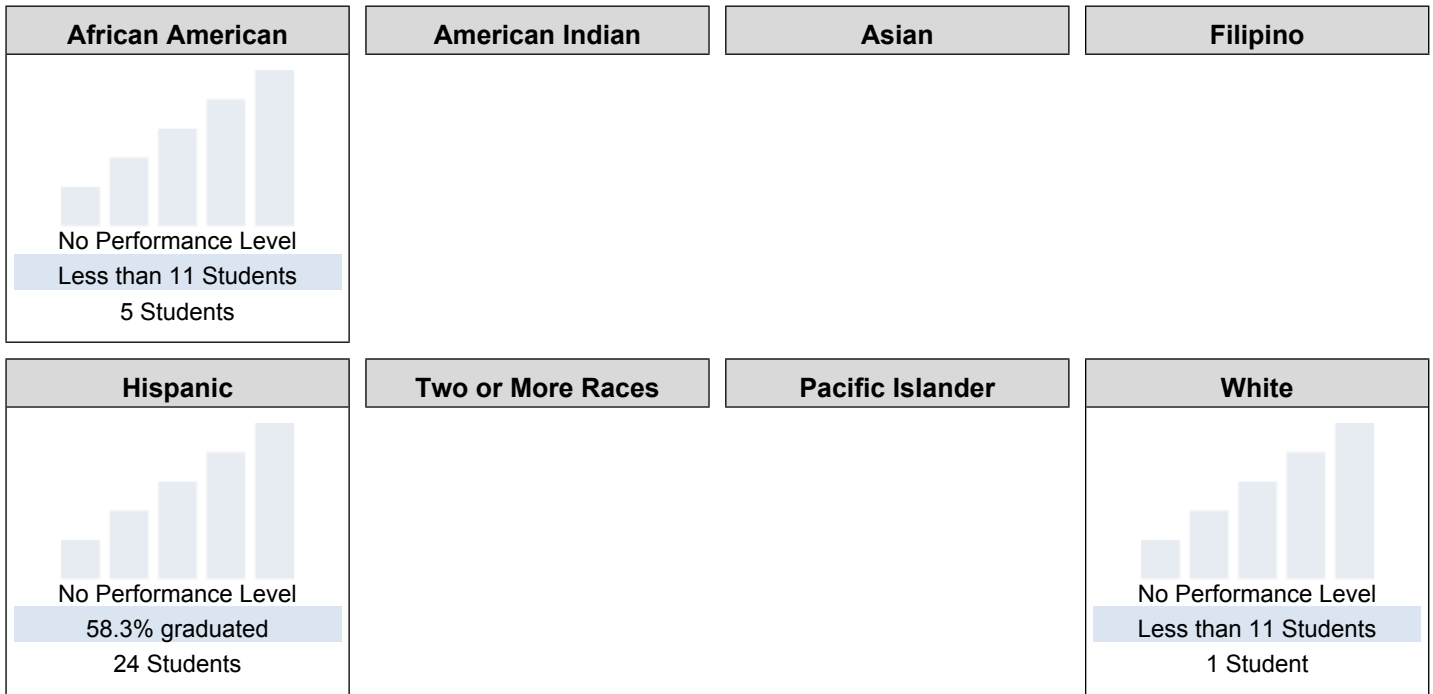 African American
American Indian
Asian
Filipino
No Performance Level
Less than 11 Students
5 Students
Hispanic
Two or More Races
Pacific Islander
White
No Performance Level
58.3% graduated
24 Students
No Performance Level
Less than 11 Students
1 Student